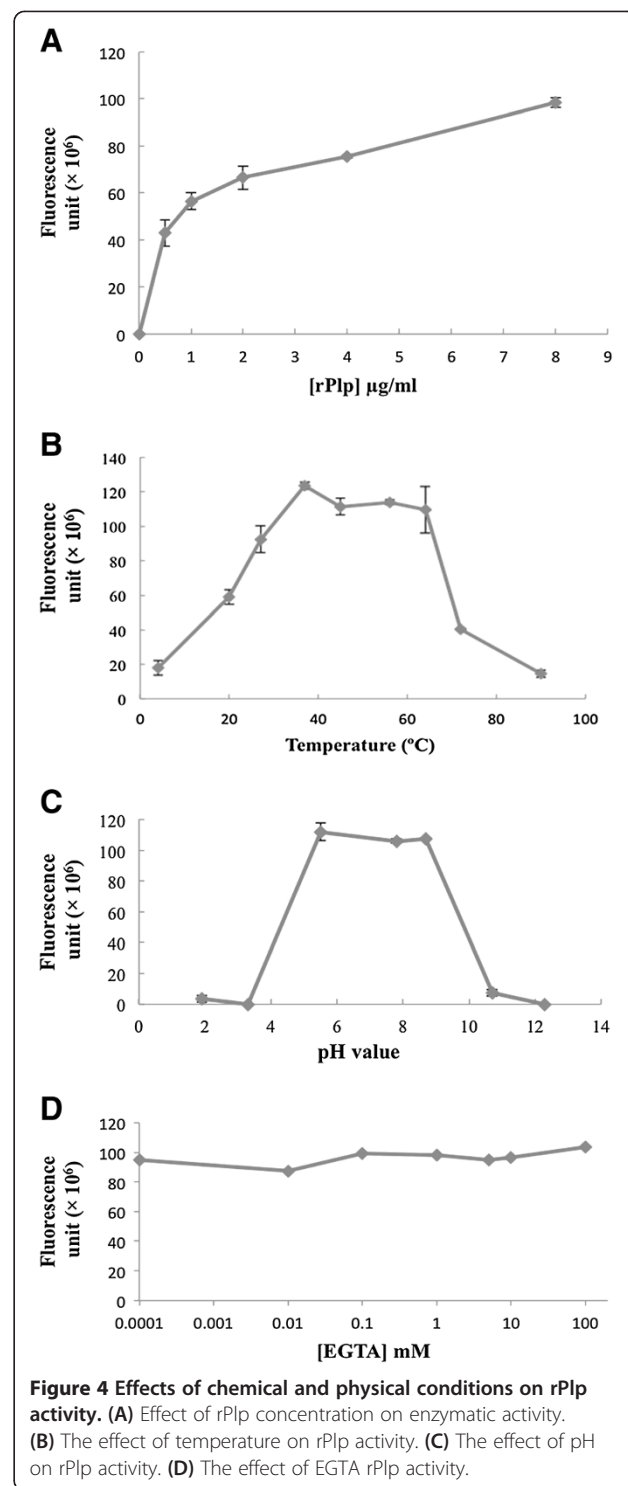 A
Fluorescence
unit (× 10⁶)
120
100
80
60
40
20
0
0 1 2 3 4 5 6 7 8 9
[rPlp] µg/ml
B
Fluorescence
unit (× 10⁶)
140
120
100
80
60
40
20
0
0 20 40 60 80 100
Temperature (ºC)
C
Fluorescence
unit (× 10⁶)
120
100
80
60
40
20
0
0 2 4 6 8 10 12 14
pH value
D
Fluorescence
unit (× 10⁶)
120
100
80
60
40
20
0
0.0001 0.001 0.01 0.1 1 10 100
[EGTA] mM
Figure 4 Effects of chemical and physical conditions on rPlp
activity. (A) Effect of rPlp concentration on enzymatic activity.
(B) The effect of temperature on rPlp activity. (C) The effect of pH
on rPlp activity. (D) The effect of EGTA rPlp activity.